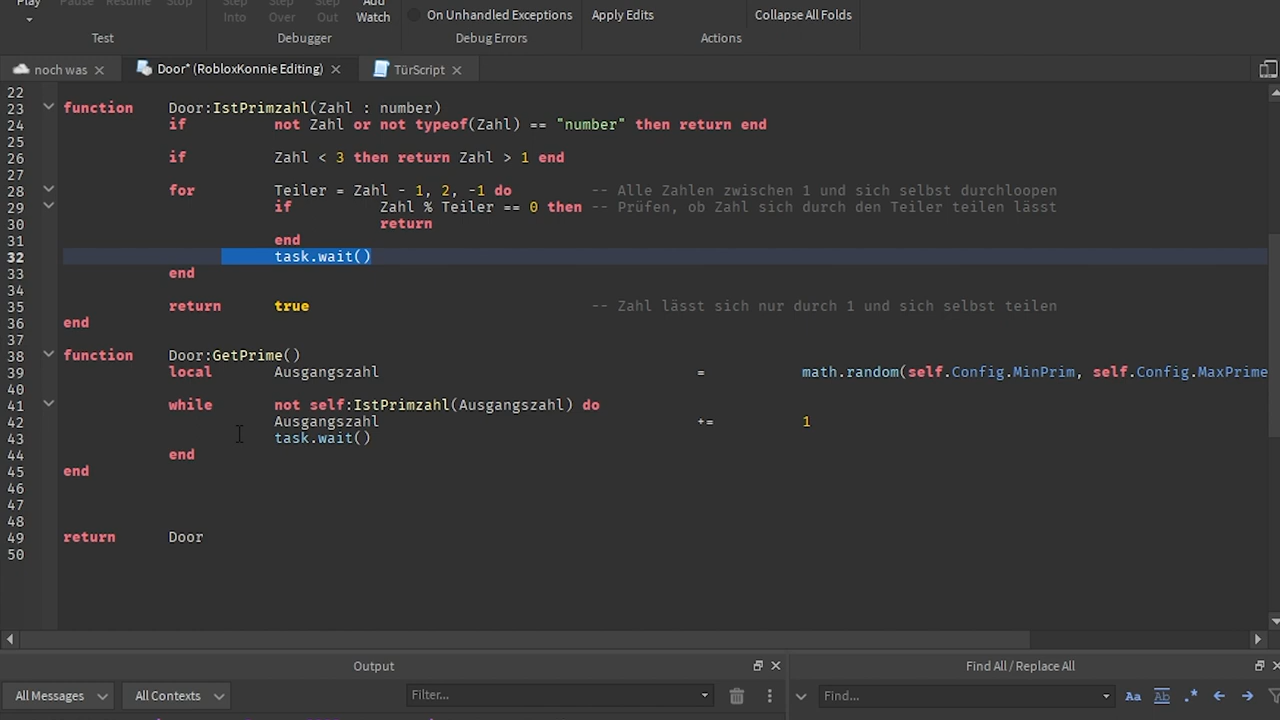 Play Pause Resume Stop Step Step Step Add On Unhandled Exceptions Apply Edits Collapse All Folds
Into Over Out Watch
Test Debugger Debug Errors Actions
noch was Door* (RobloxKonnie Editing) TürScript
22
23 function Door:IstPrimzahl(Zahl : number)
24 if not Zahl or not typeof(Zahl) == "number" then return end
25
26 if Zahl < 3 then return Zahl > 1 end
27
28 for Teiler = Zahl - 1, 2, -1 do -- Alle Zahlen zwischen 1 und sich selbst durchloopen
29 if Zahl % Teiler == 0 then -- Prüfen, ob Zahl sich durch den Teiler teilen lässt
30 return
31 end
32 task.wait()
33 end
34
35 return true -- Zahl lässt sich nur durch 1 und sich selbst teilen
36 end
37
38 function Door:GetPrime()
39 local Ausgangszahl = math.random(self.Config.MinPrim, self.Config.MaxPrime
40
41 while not self:IstPrimzahl(Ausgangszahl) do
42 Ausgangszahl += 1
43 task.wait()
44 end
45 end
46
47
48
49 return Door
50
Output Find All / Replace All
All Messages All Contexts Filter... Find... Aa Ab .*